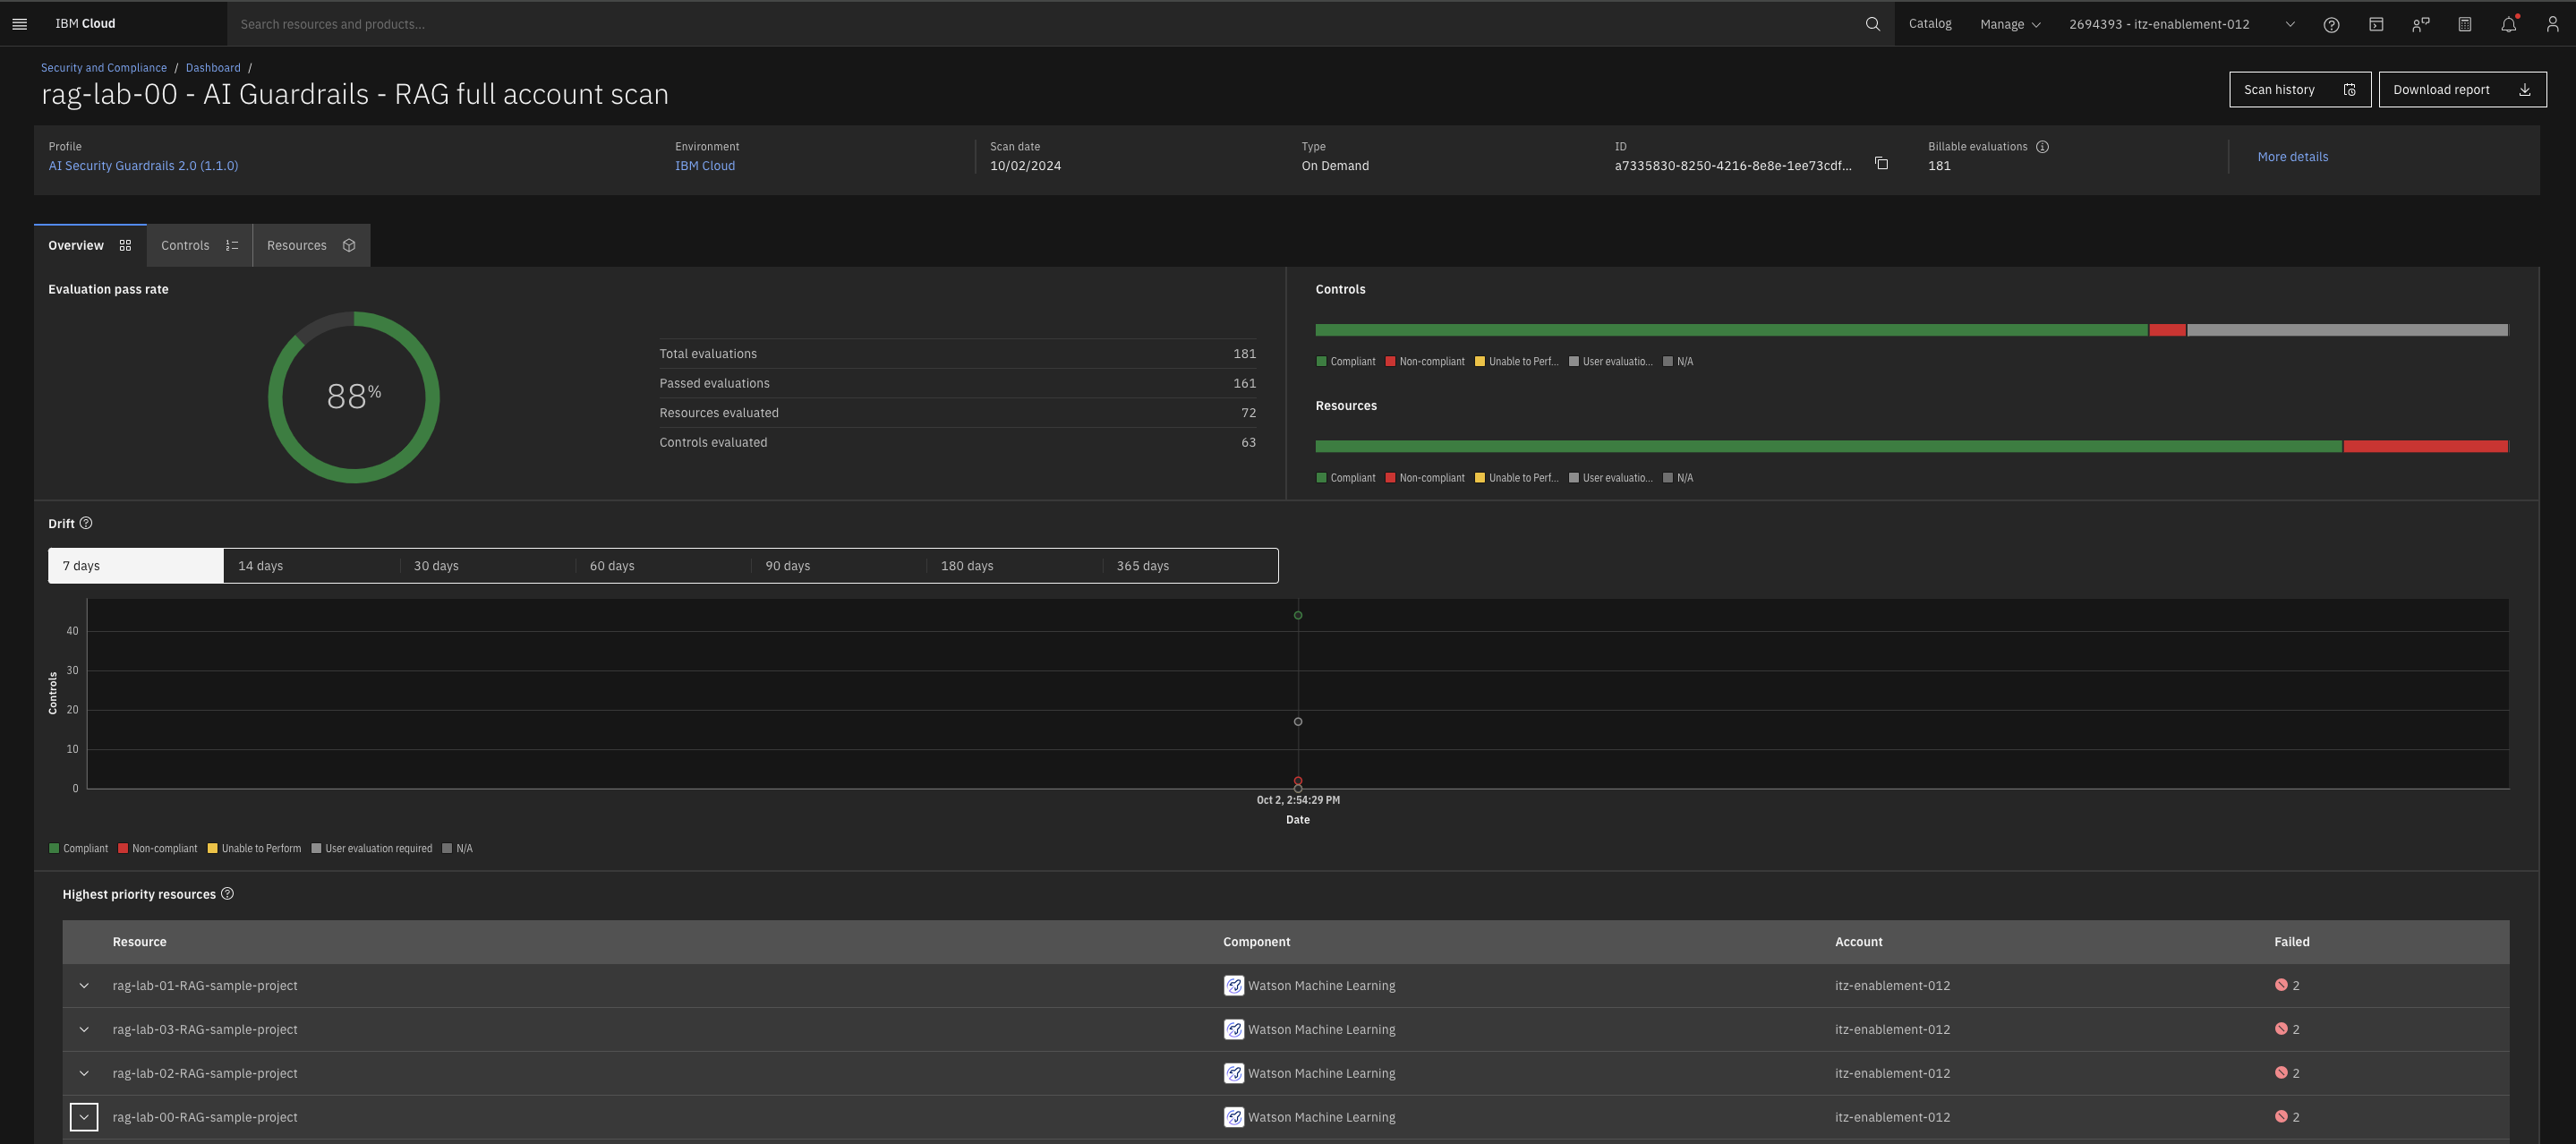 IBM Cloud
Search resources and products...
Catalog
Manage
2694393 - itz-enablement-012
Security and Compliance / Dashboard /
rag-lab-00 - AI Guardrails - RAG full account scan
Scan history
Download report
Profile
AI Security Guardrails 2.0 (1.1.0)
Environment
IBM Cloud
Scan date
10/02/2024
Type
On Demand
ID
a7335830-8250-4216-8e8e-1ee73cdf...
Billable evaluations
181
More details
Overview
Controls
Resources
Evaluation pass rate
88%
Total evaluations 181
Passed evaluations 161
Resources evaluated 72
Controls evaluated 63
Controls
Compliant Non-compliant Unable to Perf... User evaluatio... N/A
Resources
Compliant Non-compliant Unable to Perf... User evaluatio... N/A
Drift
7 days 14 days 30 days 60 days 90 days 180 days 365 days
Controls
40
30
20
10
0
Oct 2, 2:54:29 PM
Date
Compliant Non-compliant Unable to Perform User evaluation required N/A
Highest priority resources
Resource Component Account Failed
rag-lab-01-RAG-sample-project Watson Machine Learning itz-enablement-012 2
rag-lab-03-RAG-sample-project Watson Machine Learning itz-enablement-012 2
rag-lab-02-RAG-sample-project Watson Machine Learning itz-enablement-012 2
rag-lab-00-RAG-sample-project Watson Machine Learning itz-enablement-012 2